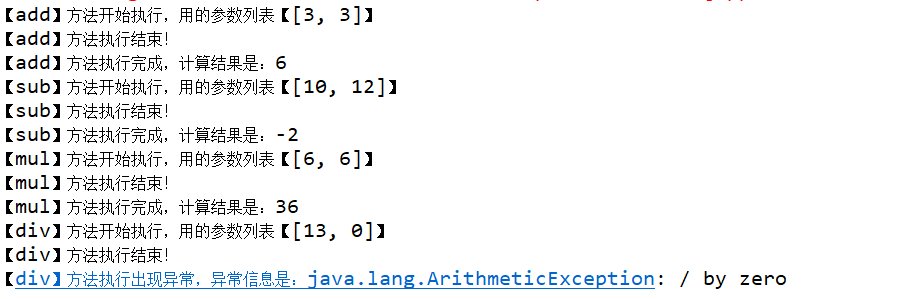 【add】方法开始执行，用的参数列表【[3, 3]】
【add】方法执行结束！
【add】方法执行完成，计算结果是：6
【sub】方法开始执行，用的参数列表【[10, 12]】
【sub】方法执行结束！
【sub】方法执行完成，计算结果是：-2
【mul】方法开始执行，用的参数列表【[6, 6]】
【mul】方法执行结束！
【mul】方法执行完成，计算结果是：36
【div】方法开始执行，用的参数列表【[13, 0]】
【div】方法执行结束！
【div】方法执行出现异常，异常信息是：java.lang.ArithmeticException: / by zero